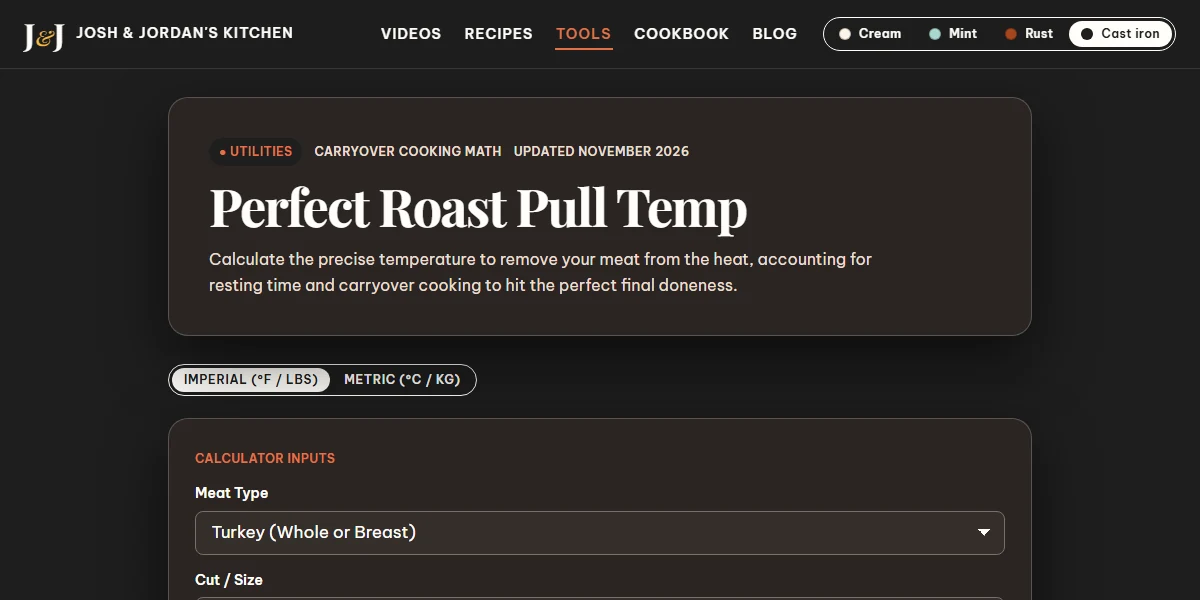 J&J JOSH & JORDAN'S KITCHEN VIDEOS RECIPES TOOLS COOKBOOK BLOG Cream Mint Rust Cast iron
• UTILITIES CARRYOVER COOKING MATH UPDATED NOVEMBER 2026
Perfect Roast Pull Temp
Calculate the precise temperature to remove your meat from the heat, accounting for
resting time and carryover cooking to hit the perfect final doneness.
IMPERIAL (°F / LBS) METRIC (°C / KG)
CALCULATOR INPUTS
Meat Type
Turkey (Whole or Breast)
Cut / Size